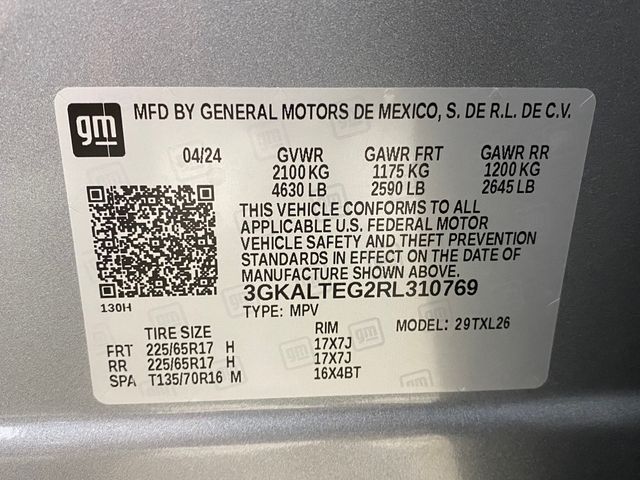 gm
MFD BY GENERAL MOTORS DE MEXICO, S. DE R.L. DE C.V.
04/24 GVWR GAWR FRT GAWR RR
2100 KG 1175 KG 1200 KG
4630 LB 2590 LB 2645 LB
THIS VEHICLE CONFORMS TO ALL
APPLICABLE U.S. FEDERAL MOTOR
VEHICLE SAFETY AND THEFT PREVENTION
STANDARDS IN EFFECT ON THE DATE OF
MANUFACTURE SHOWN ABOVE.
3GKALTEG2RL310769
130H
TYPE: MPV MODEL: 29TXL26
TIRE SIZE RIM
FRT 225/65R17 H 17X7J
RR 225/65R17 H 17X7J
SPA T135/70R16 M 16X4BT